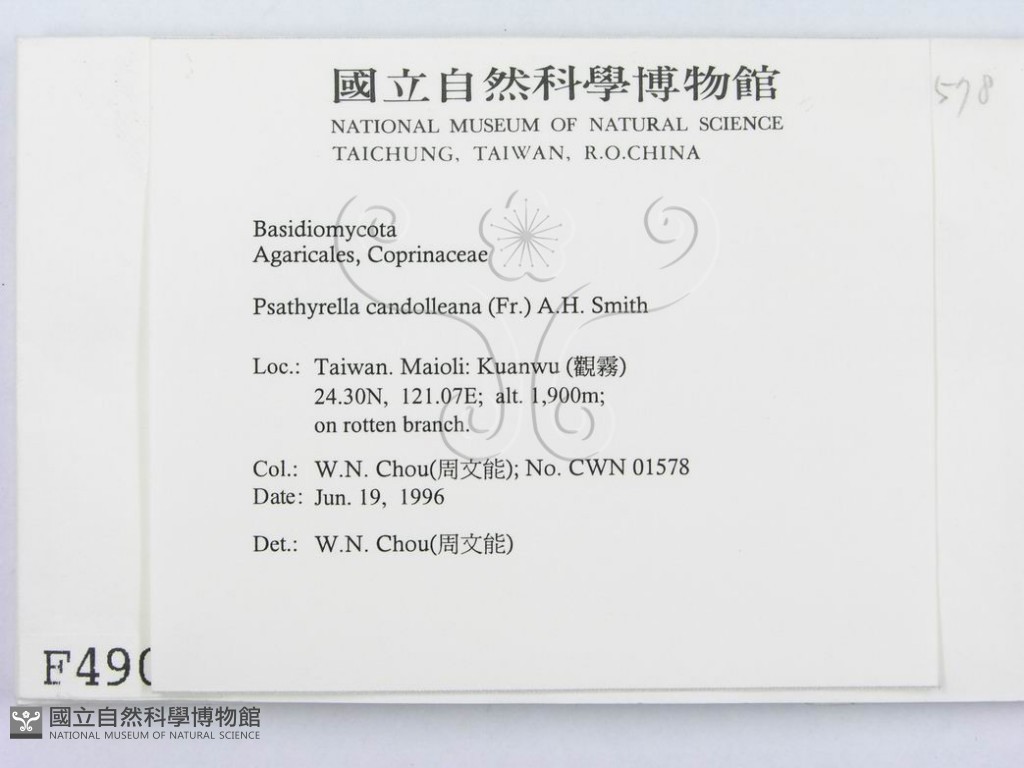 國立自然科學博物館
NATIONAL MUSEUM OF NATURAL SCIENCE
TAICHUNG, TAIWAN, R.O.CHINA
578
Basidiomycota
Agaricales, Coprinaceae
Psathyrella candolleana (Fr.) A.H. Smith
Loc.: Taiwan. Maioli: Kuanwu (觀霧)
24.30N, 121.07E; alt. 1,900m;
on rotten branch.
Col.: W.N. Chou(周文能); No. CWN 01578
Date: Jun. 19, 1996
Det.: W.N. Chou(周文能)
F490
國立自然科學博物館
NATIONAL MUSEUM OF NATURAL SCIENCE